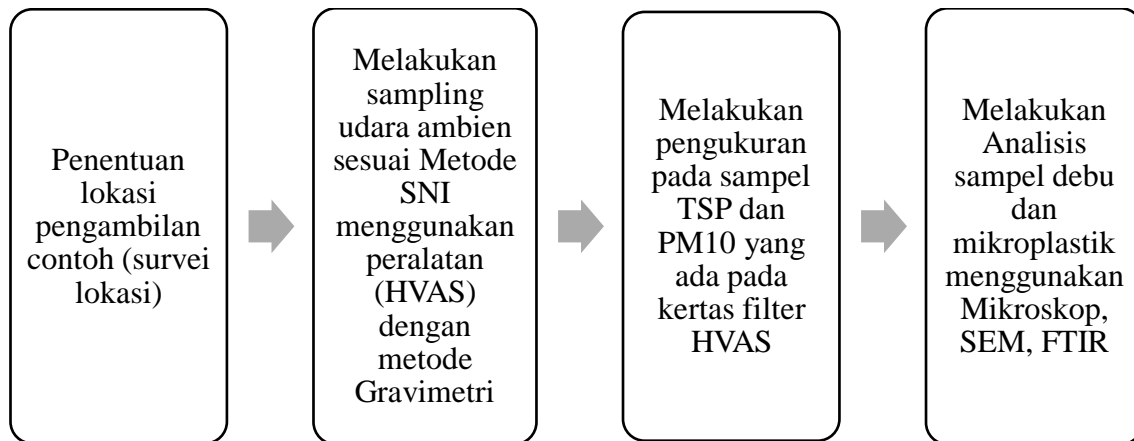 Penentuan
lokasi
pengambilan
contoh (survei
lokasi)
Melakukan
sampling
udara ambien
sesuai Metode
SNI
menggunakan
peralatan
(HVAS)
dengan
metode
Gravimetri
Melakukan
pengukuran
pada sampel
TSP dan
PM10 yang
ada pada
kertas filter
HVAS
Melakukan
Analisis
sampel debu
dan
mikroplastik
menggunakan
Mikroskop,
SEM, FTIR